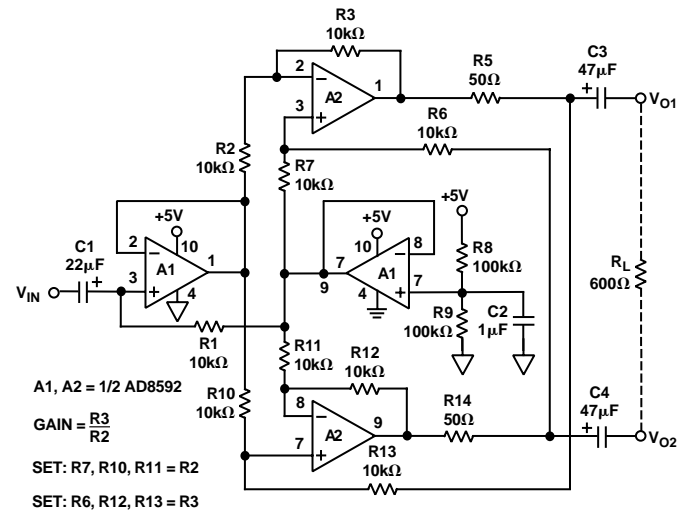 R3
10kΩ
2
1
A2
3
R5
50Ω
C3
47µF
+
VO1
R6
10kΩ
R2
10kΩ
R7
10kΩ
+5V
+5V
+5V
2
10
1
A1
3
4
C1
22µF
+
VIN
10
8
7
9
A1
4
7
R8
100kΩ
R9
100kΩ
C2
1µF
RL
600Ω
R1
10kΩ
R11
10kΩ
R12
10kΩ
R10
10kΩ
8
9
A2
7
R14
50Ω
R13
10kΩ
C4
47µF
+
VO2
A1, A2 = 1/2 AD8592
GAIN = R3
R2
SET: R7, R10, R11 = R2
SET: R6, R12, R13 = R3